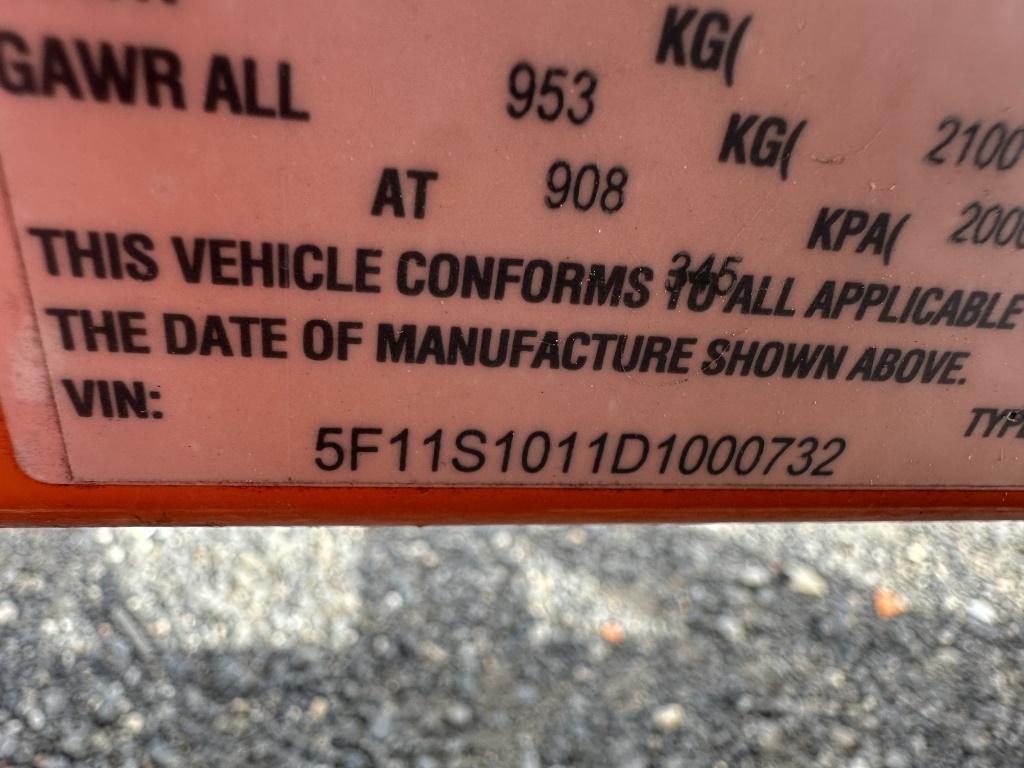 KG(
GAWR ALL 953 KG( 2100
AT 908 KPA( 2000
345
THIS VEHICLE CONFORMS TO ALL APPLICABLE
THE DATE OF MANUFACTURE SHOWN ABOVE.
VIN: 5F11S1011D1000732 TYPE